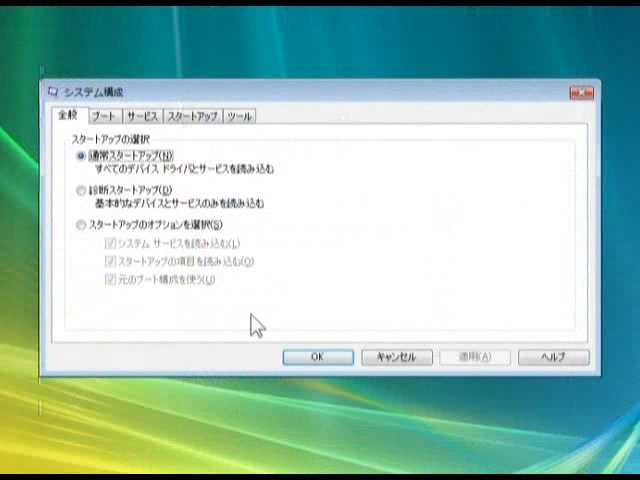 システム構成
全般 ブート サービス スタートアップ ツール
スタートアップの選択
通常スタートアップ(N)
すべてのデバイス ドライバとサービスを読み込む
診断スタートアップ(D)
基本的なデバイスとサービスのみを読み込む
スタートアップのオプションを選択(S)
システム サービスを読み込む(L)
スタートアップの項目を読み込む(O)
元のブート構成を使う(U)
OK キャンセル 適用(A) ヘルプ